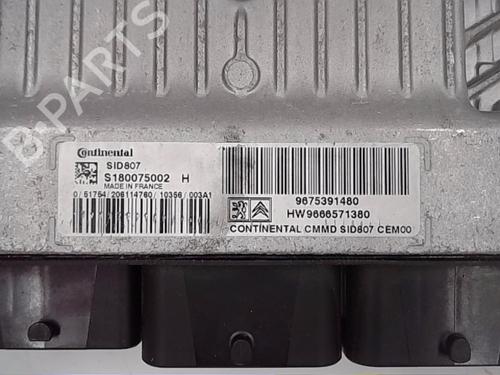 B-PARTS
Continental
SID807
S180075002 H
MADE IN FRANCE
0/51754/206114760/10356/003A1
9675391480
HW9666571380
CONTINENTAL CMMD SID807 CEM00